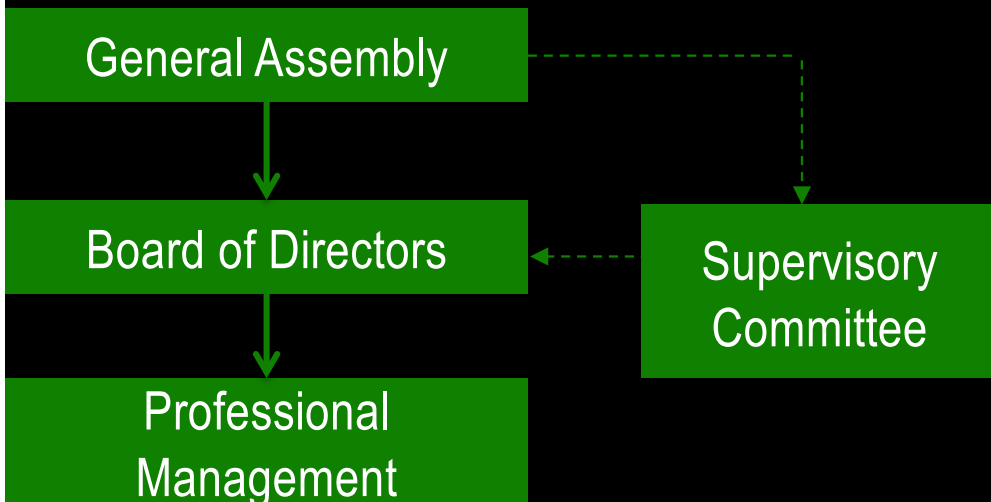 General Assembly
Board of Directors
Supervisory
Committee
Professional
Management